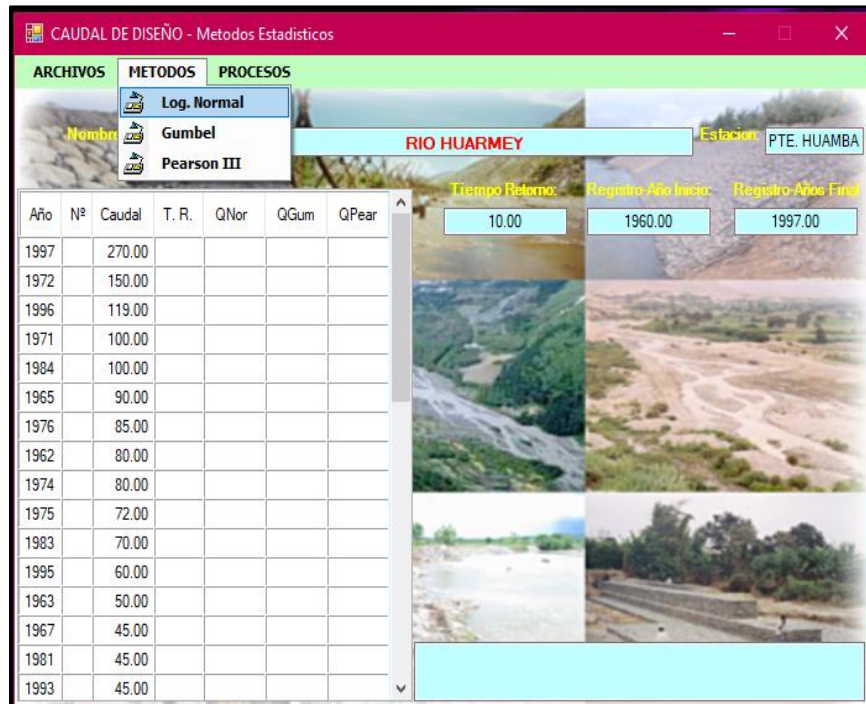 CAUDAL DE DISEÑO - Metodos Estadisticos
ARCHIVOS METODOS PROCESOS
Log. Normal
Gumbel
Pearson III
Nombre
RIO HUARMEY
Estacion:
PTE. HUAMBA
Tiempo Retorno: Registro-Año Inicio: Registro-Años Final
10.00 1960.00 1997.00
Año Nº Caudal T. R. QNor QGum QPear
1997 270.00
1972 150.00
1996 119.00
1971 100.00
1984 100.00
1965 90.00
1976 85.00
1962 80.00
1974 80.00
1975 72.00
1983 70.00
1995 60.00
1963 50.00
1967 45.00
1981 45.00
1993 45.00